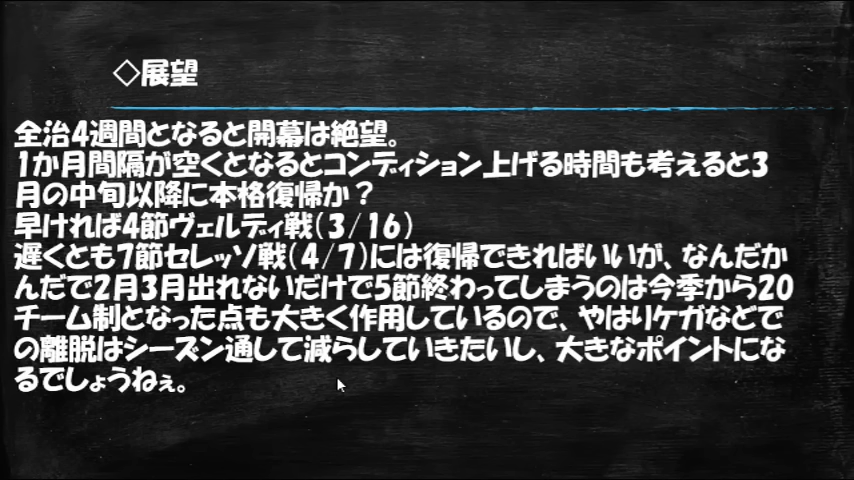 ◇展望
全治4週間となると開幕は絶望。
1か月間隔が空くとなるとコンディション上げる時間も考えると3
月の中旬以降に本格復帰か？
早ければ4節ヴェルディ戦(3/16)
遅くとも7節セレッソ戦(4/7)には復帰できればいいが、なんだか
んだで2月3月出れないだけで5節終わってしまうのは今季から20
チーム制となった点も大きく作用しているので、やはりケガなどで
の離脱はシーズン通して減らしていきたいし、大きなポイントにな
るでしょうねぇ。